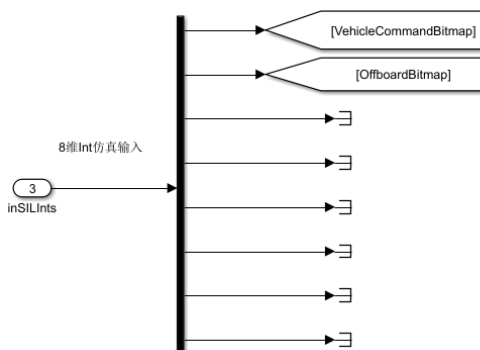 [VehicleCommandBitmap]
[OffboardBitmap]
8维Int仿真输入
3
inSILInts